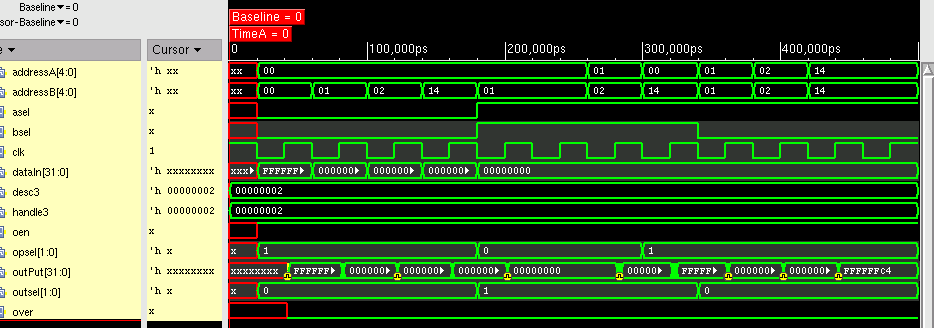 Baseline▼= 0
sor-Baseline▼= 0
Baseline = 0
TimeA = 0
e ▼ Cursor ▼ 0 100,000ps 200,000ps 300,000ps 400,000ps
addressA[4:0] 'h xx xx 00 01 00 01 02 14
addressB[4:0] 'h xx xx 00 01 02 14 01 02 14 01 02 14
asel x
bsel x
clk 1
dataIn[31:0] 'h xxxxxxxx xxx FFFFFF 000000 000000 000000 00000000
desc3 'h 00000002 00000002
handle3 'h 00000002 00000002
oen x
opsel[1:0] 'h x x 1 0 1
outPut[31:0] 'h xxxxxxxx xxxxxxxx FFFFFF 000000 000000 000000 00000000 00000 FFFFF 000000 000000 FFFFFFc4
outsel[1:0] 'h x x 0 1 0
over x